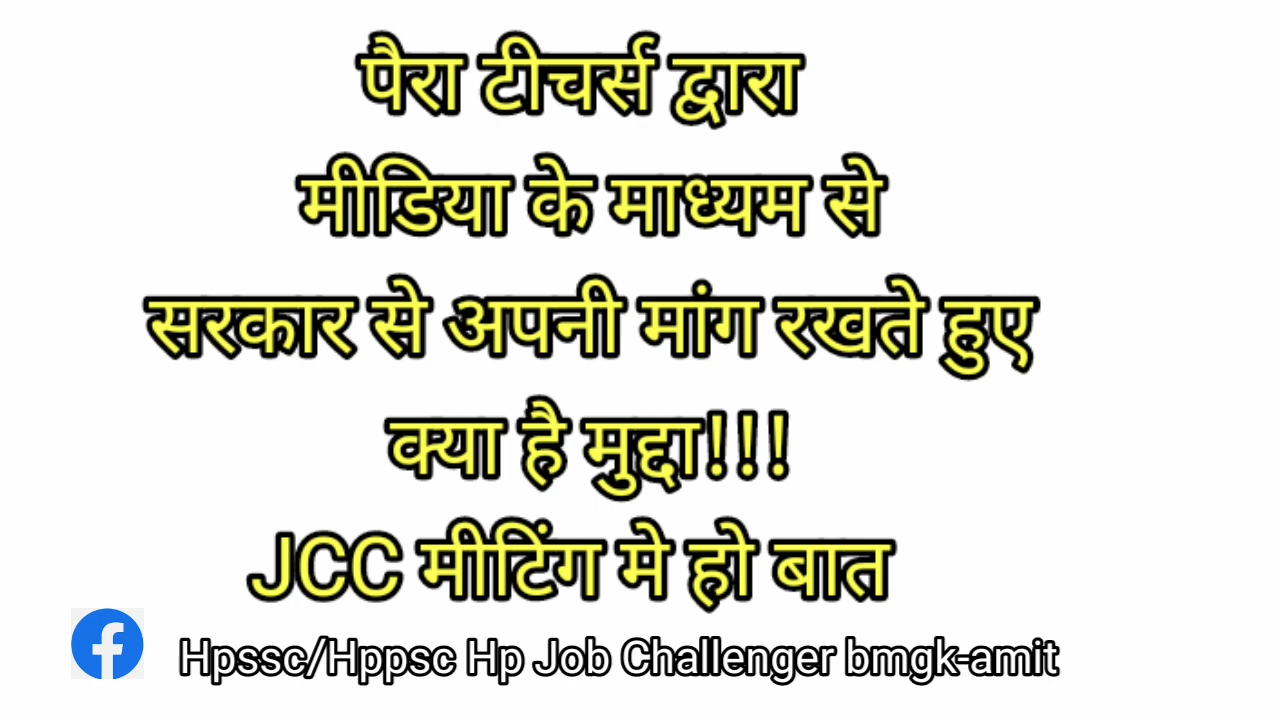 पैरा टीचर्स द्वारा
मीडिया के माध्यम से
सरकार से अपनी मांग रखते हुए
क्या है मुद्दा!!!
JCC मीटिंग मे हो बात
Hpssc/Hppsc Hp Job Challenger bmgk-amit